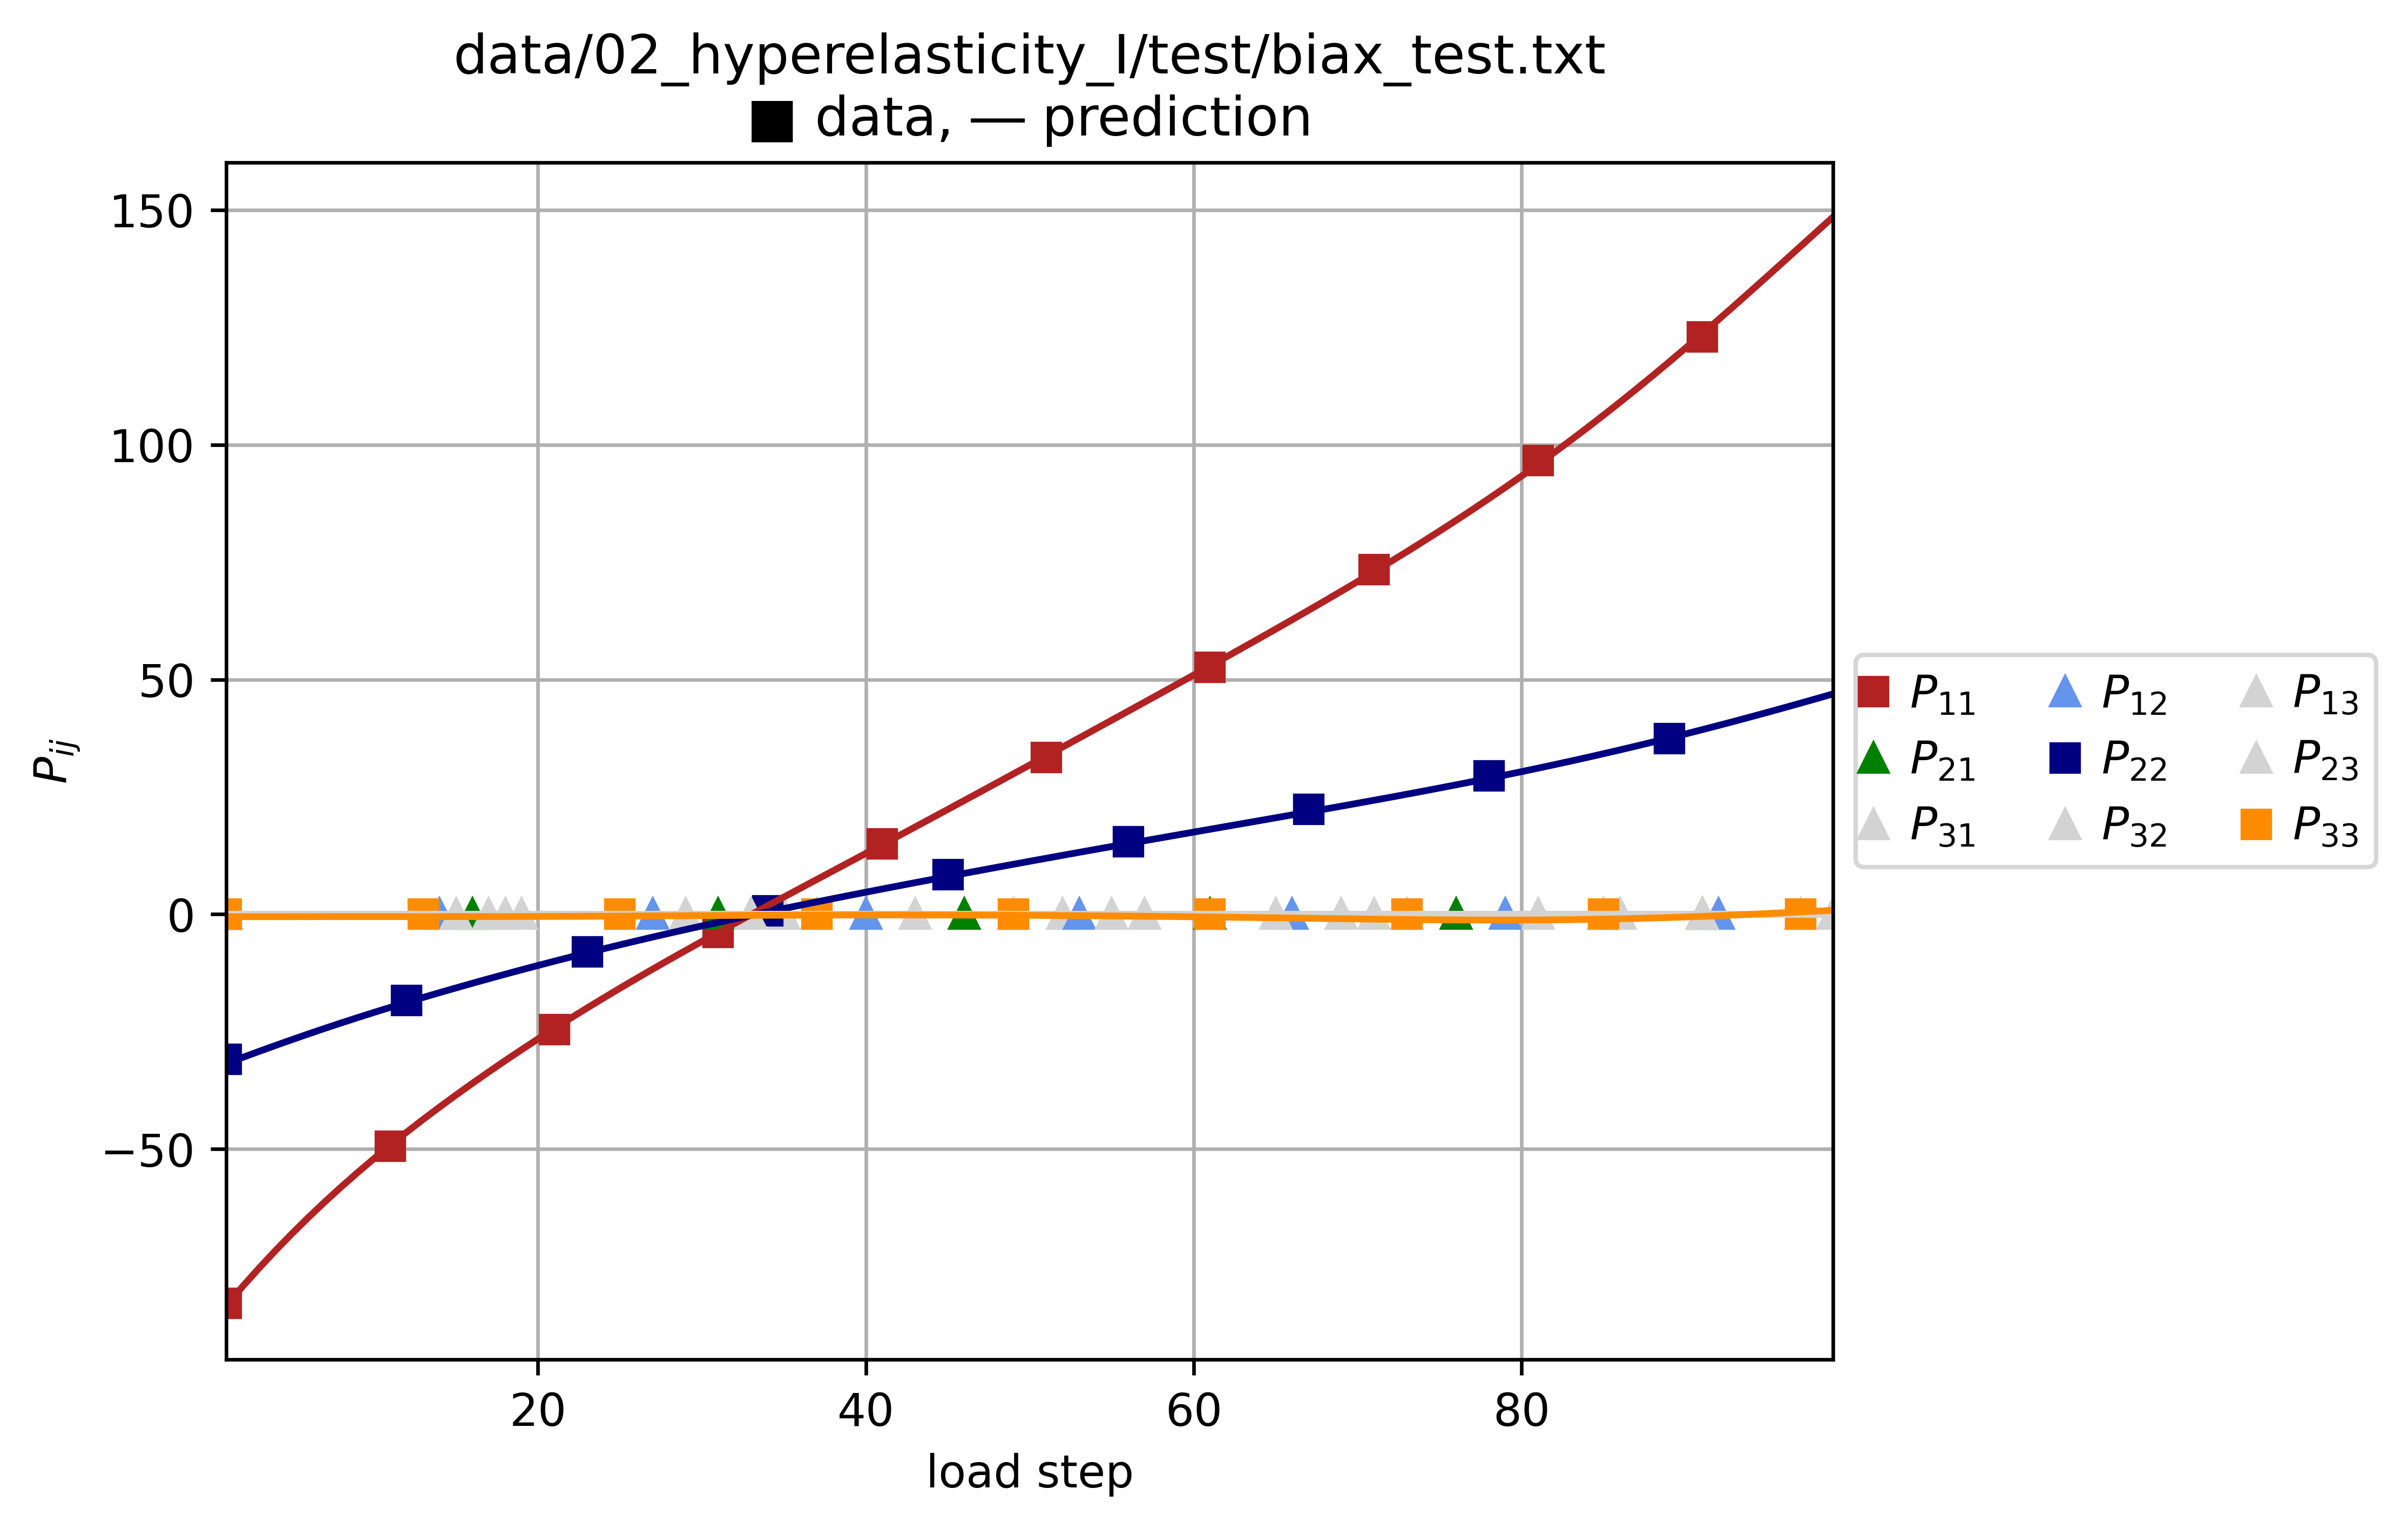 data/02_hyperelasticity_I/test/biax_test.txt
■ data, — prediction
150
100
50
0
−50
P_ij
20 40 60 80
load step
P_11 P_12 P_13
P_21 P_22 P_23
P_31 P_32 P_33